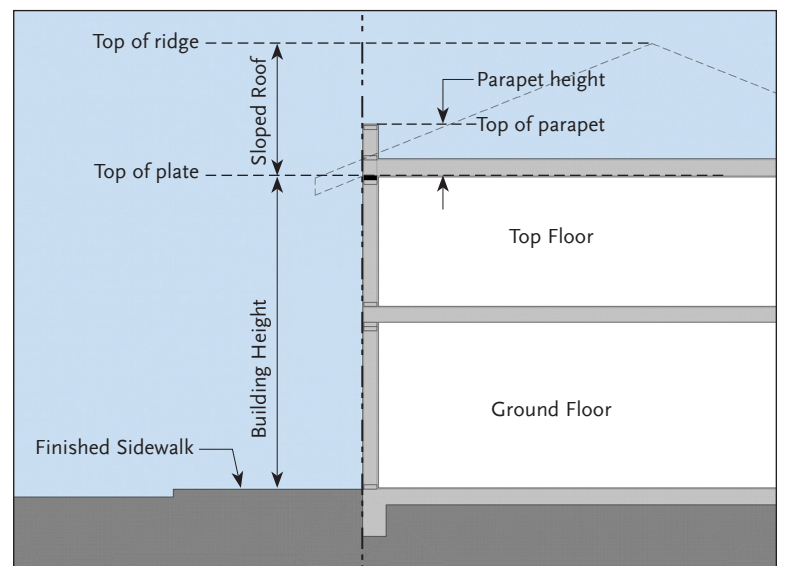 Top of ridge
Sloped Roof
Parapet height
Top of parapet
Top of plate
Top Floor
Building Height
Ground Floor
Finished Sidewalk